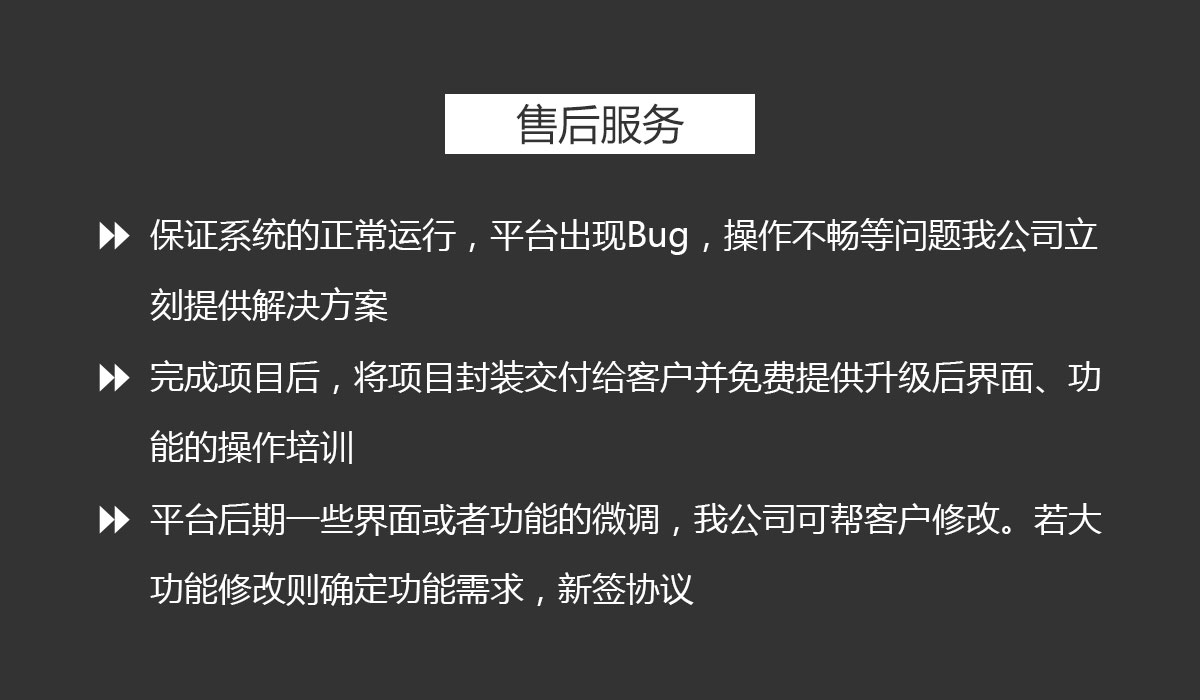 售后服务
保证系统的正常运行，平台出现Bug，操作不畅等问题我公司立
刻提供解决方案
完成项目后，将项目封装交付给客户并免费提供升级后界面、功
能的操作培训
平台后期一些界面或者功能的微调，我公司可帮客户修改。若大
功能修改则确定功能需求，新签协议